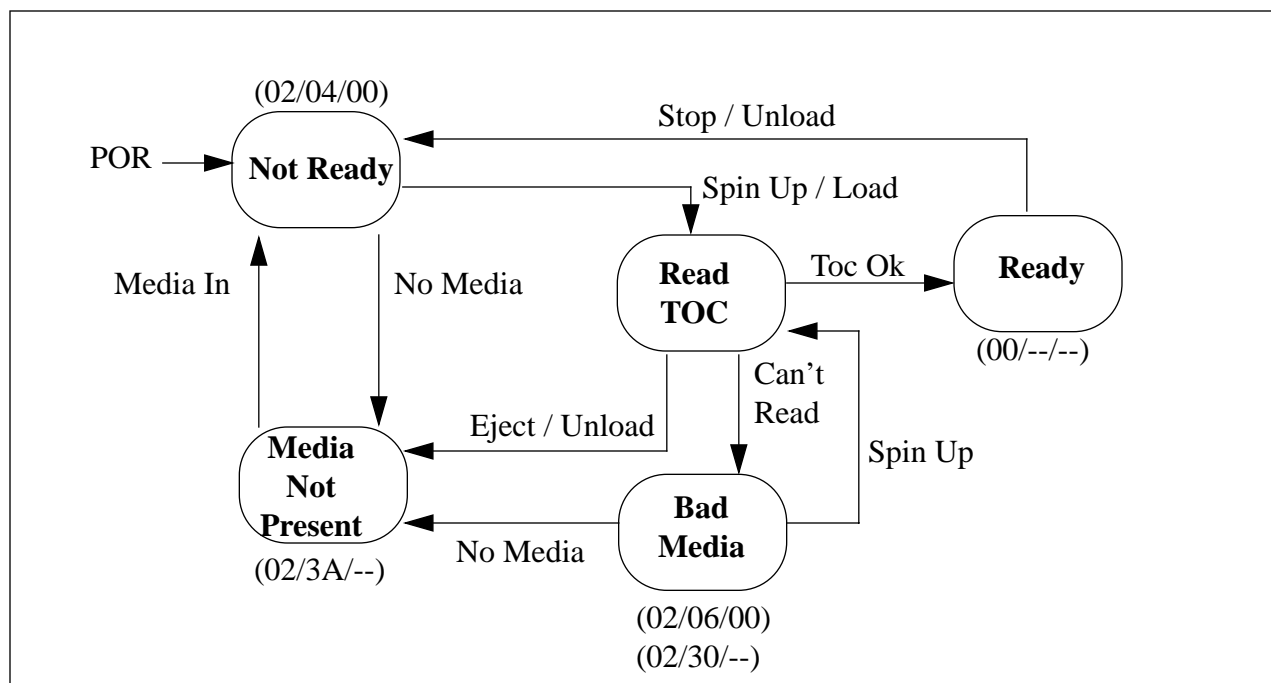 (02/04/00)
Stop / Unload
POR
Not Ready
Spin Up / Load
Media In
No Media
Read
TOC
Toc Ok
Ready
(00/--/--)
Can't
Read
Eject / Unload
Spin Up
Media
Not
Present
(02/3A/--)
No Media
Bad
Media
(02/06/00)
(02/30/--)